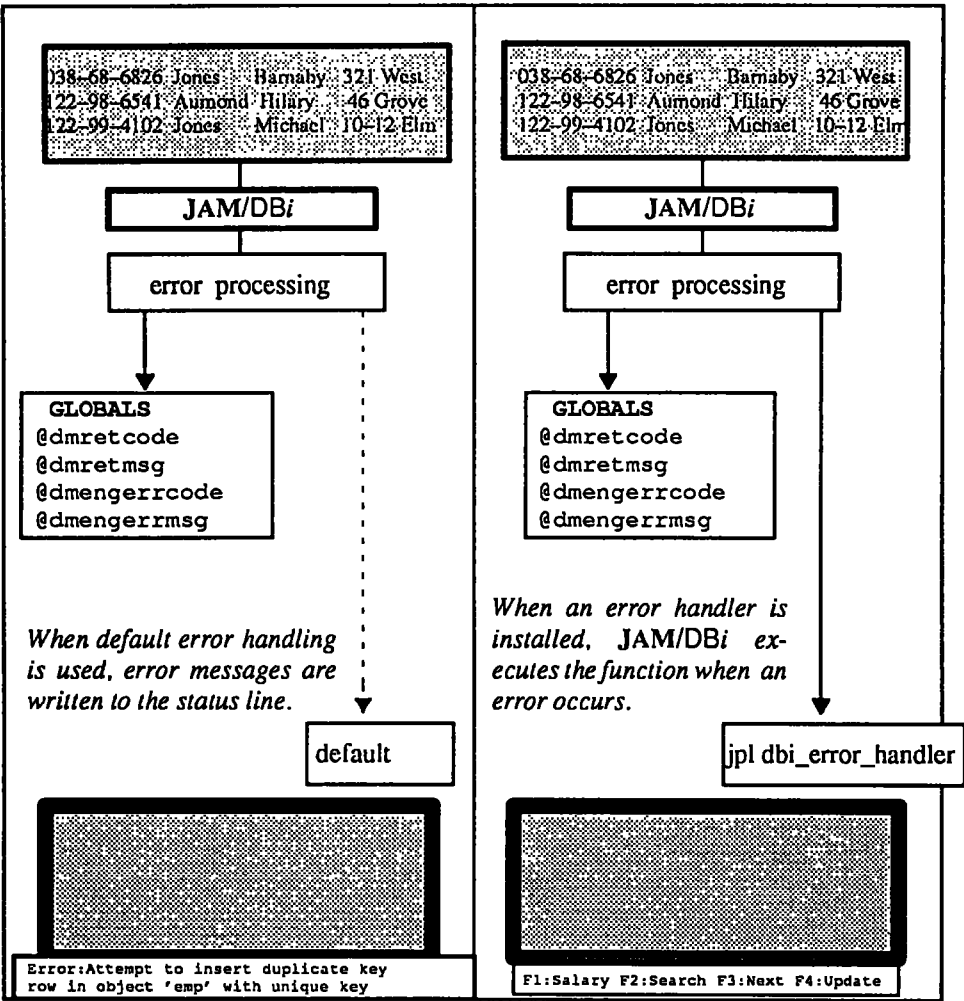 038–68–6826 Jones Barnaby 321 West
122–98–6541 Aumond Hilary 46 Grove
122–99–4102 Jones Michael 10–12 Elm
JAM/DBi
error processing
GLOBALS
@dmretcode
@dmretmsg
@dmengerrcode
@dmengerrmsg
When default error handling
is used, error messages are
written to the status line.
default
Error:Attempt to insert duplicate key
row in object 'emp' with unique key
038–68–6826 Jones Barnaby 321 West
122–98–6541 Aumond Hilary 46 Grove
122–99–4102 Jones Michael 10–12 Elm
JAM/DBi
error processing
GLOBALS
@dmretcode
@dmretmsg
@dmengerrcode
@dmengerrmsg
When an error handler is
installed, JAM/DBi ex-
ecutes the function when an
error occurs.
jpl dbi_error_handler
F1:Salary F2:Search F3:Next F4:Update